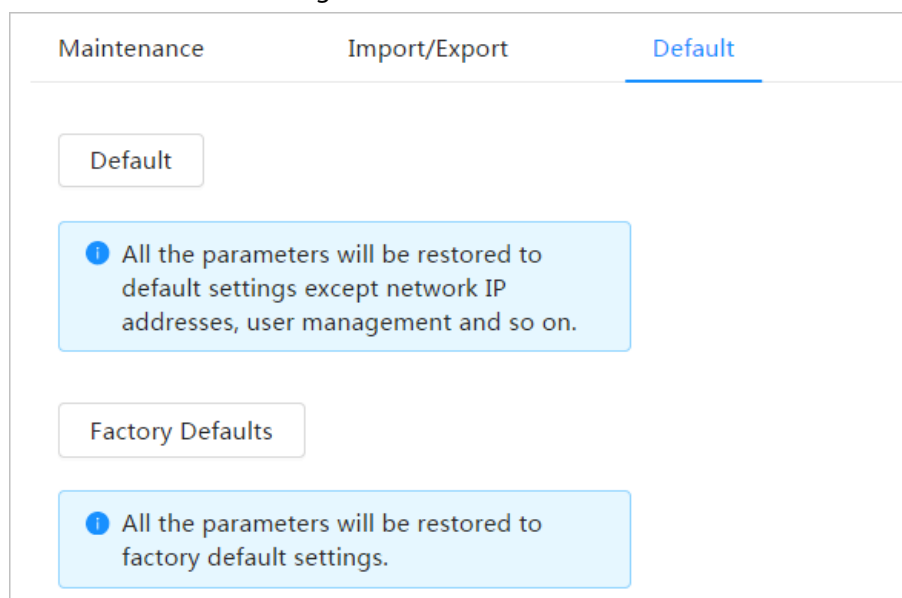 Maintenance Import/Export Default
Default
All the parameters will be restored to
default settings except network IP
addresses, user management and so on.
Factory Defaults
All the parameters will be restored to
factory default settings.